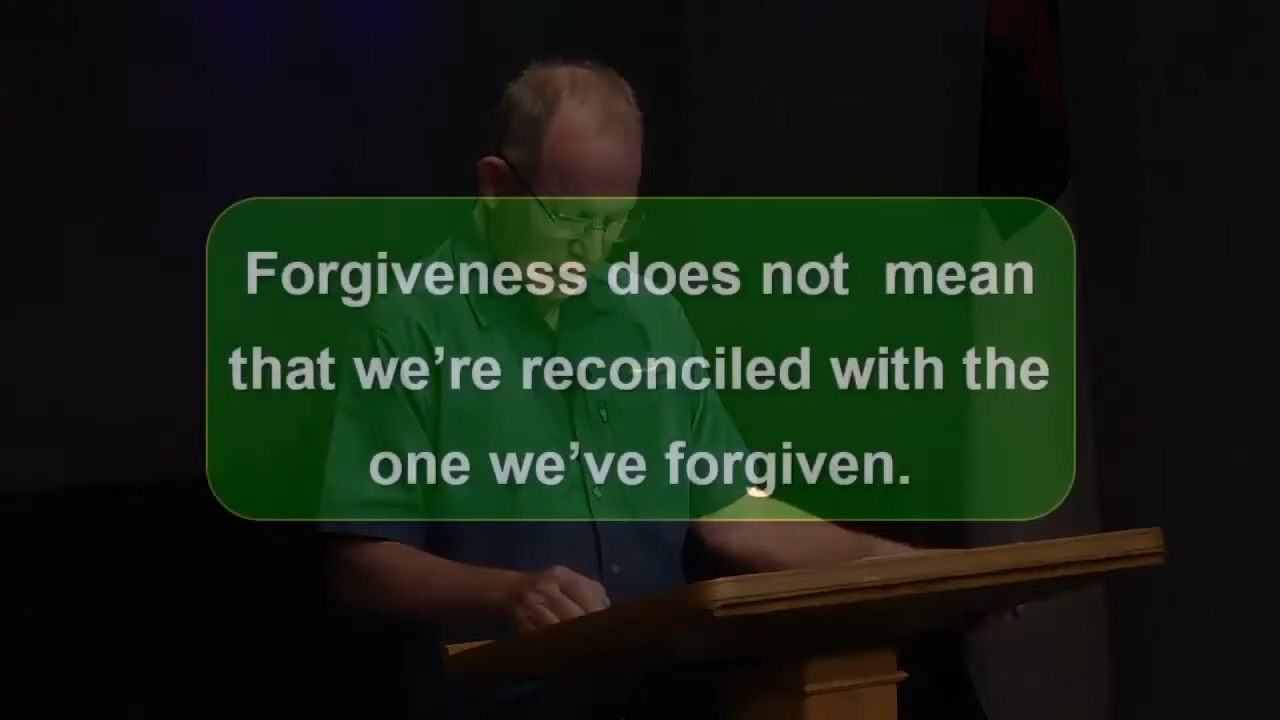 Forgiveness does not  mean
that we’re reconciled with the
one we’ve forgiven.